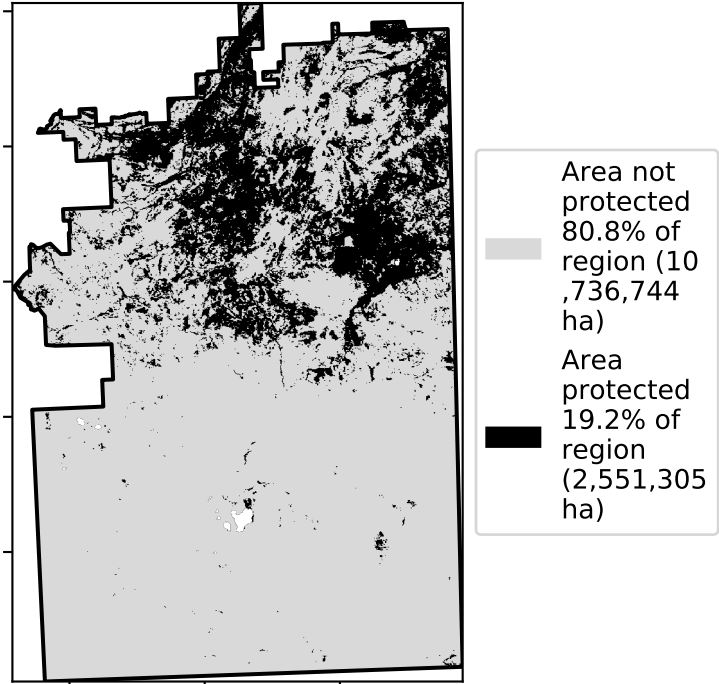 Area not
protected
80.8% of
region (10
,736,744
ha)
Area
protected
19.2% of
region
(2,551,305
ha)